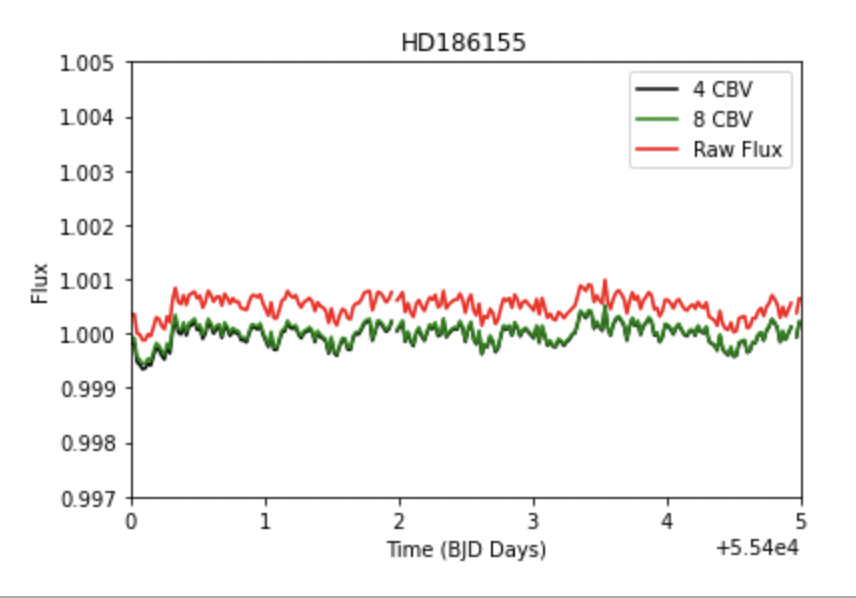 HD186155
1.005
1.004
1.003
1.002
1.001
1.000
0.999
0.998
0.997
Flux
4 CBV
8 CBV
Raw Flux
0 1 2 3 4 5
Time (BJD Days)
+5.54e4